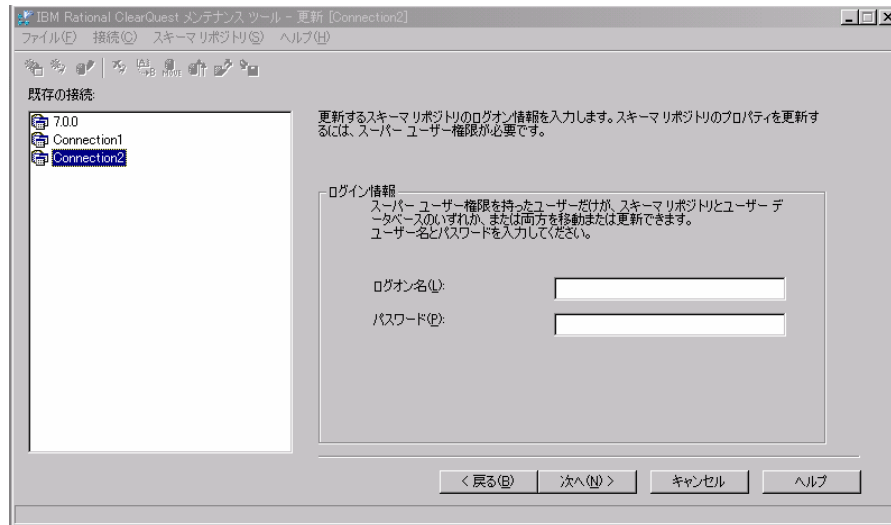 IBM Rational ClearQuest メンテナンス ツール - 更新 [Connection2]
ファイル(F) 接続(C) スキーマ リポジトリ(S) ヘルプ(H)
既存の接続:
7.0.0
Connection1
Connection2
更新するスキーマ リポジトリのログオン情報を入力します。スキーマ リポジトリのプロパティを更新す
るには、スーパー ユーザー権限が必要です。
ログイン情報
スーパー ユーザー権限を持ったユーザーだけが、スキーマ リポジトリとユーザー デ
ータベースのいずれか、または両方を移動または更新できます。
ユーザー名とパスワードを入力してください。
ログオン名(L):
パスワード(P):
< 戻る(B) 次へ(N) > キャンセル ヘルプ